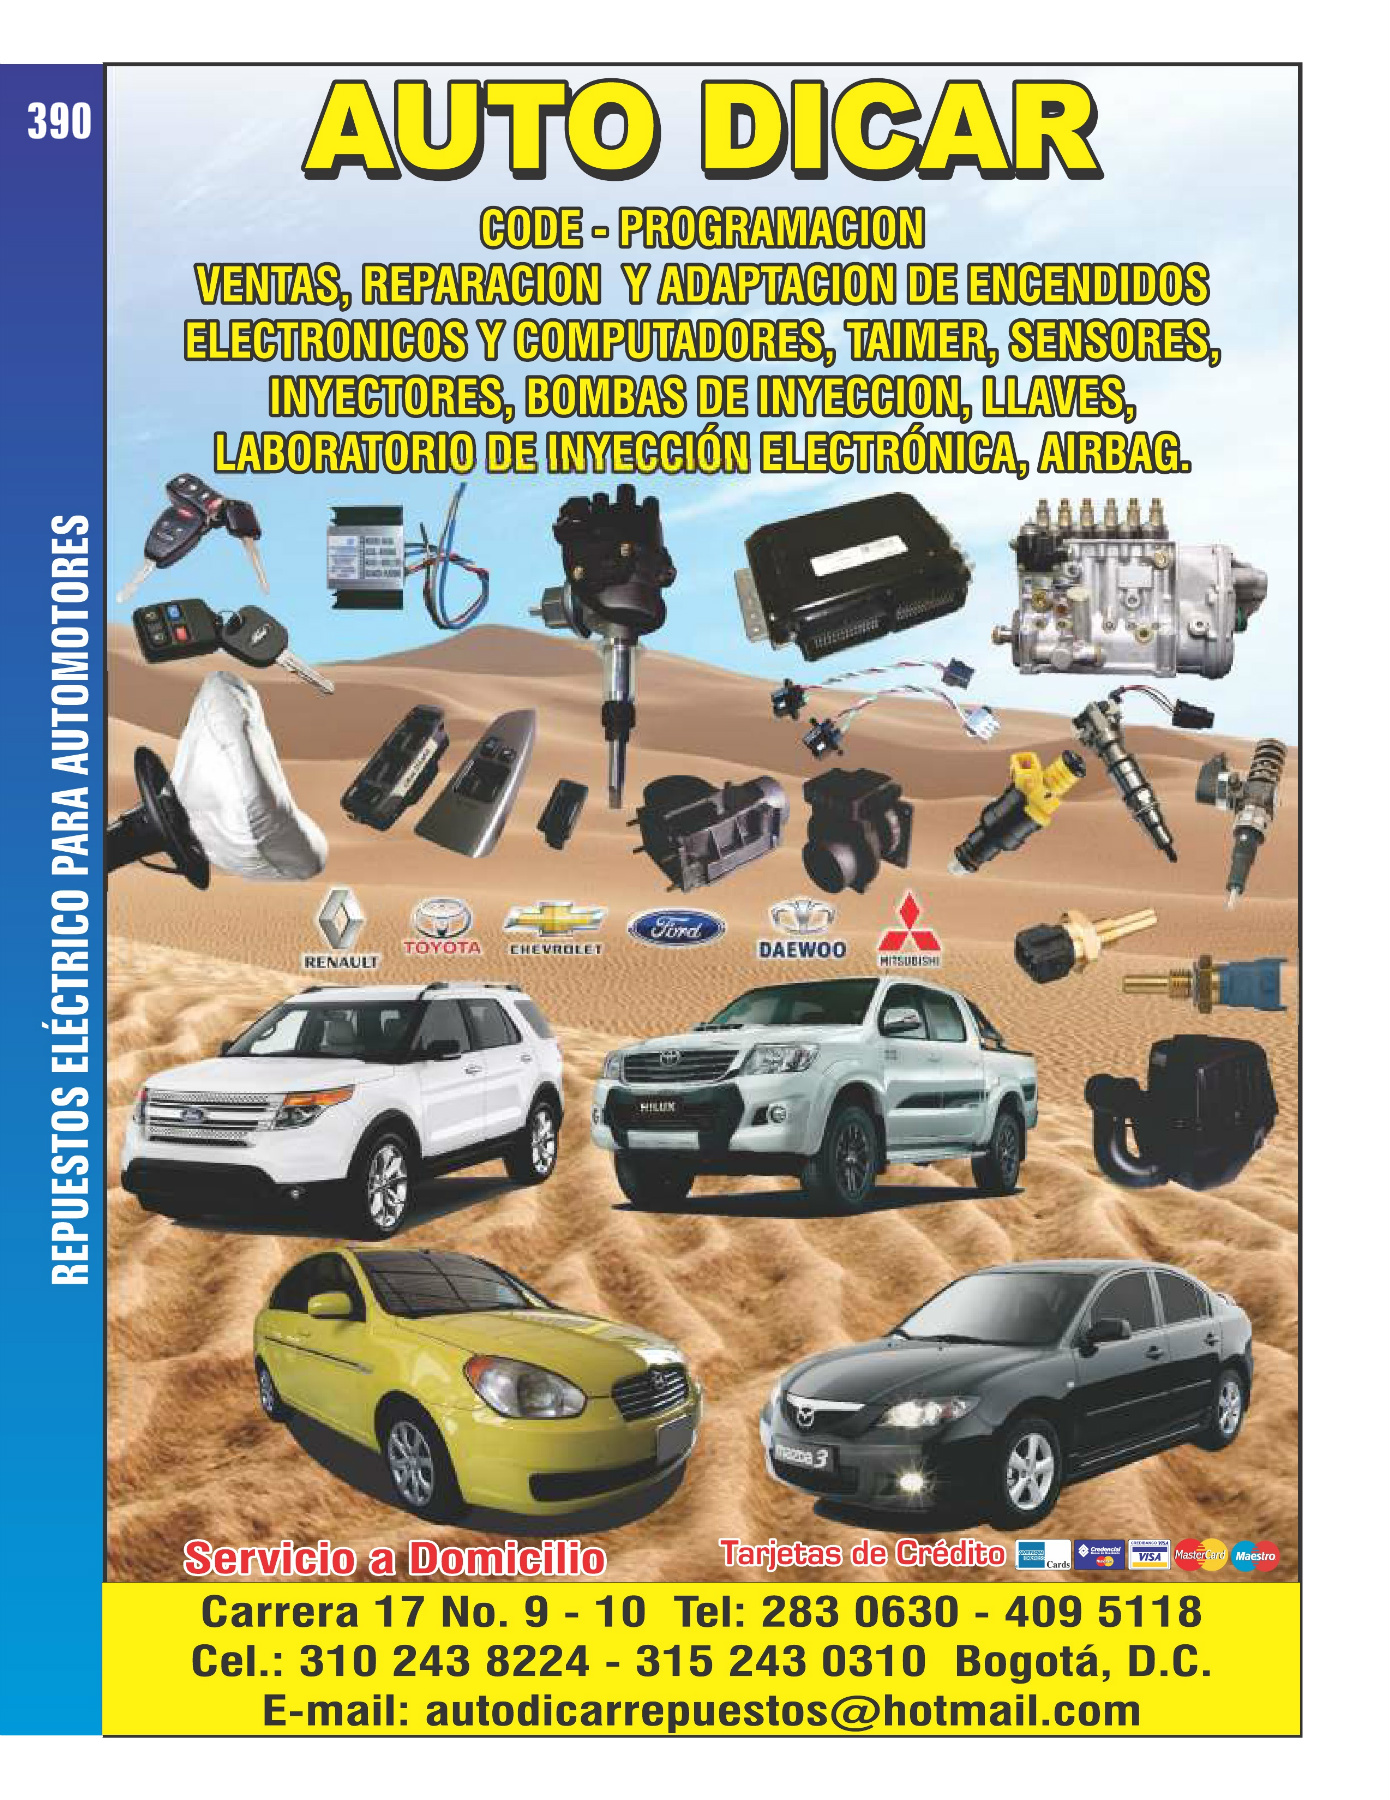 390
REPUESTOS ELÉCTRICO PARA AUTOMOTORES
AUTO DICAR
CODE - PROGRAMACION
VENTAS, REPARACION Y ADAPTACION DE ENCENDIDOS
ELECTRONICOS Y COMPUTADORES, TAIMER, SENSORES,
INYECTORES, BOMBAS DE INYECCION, LLAVES,
LABORATORIO DE INYECCIÓN ELECTRÓNICA, AIRBAG.
RENAULT
TOYOTA
CHEVROLET
Ford
DAEWOO
MITSUBISHI
HILUX
mazda 3
Servicio a Domicilio
Tarjetas de Crédito
Cards
Credencial
VISA
MasterCard
Maestro
Carrera 17 No. 9 - 10 Tel: 283 0630 - 409 5118
Cel.: 310 243 8224 - 315 243 0310 Bogotá, D.C.
E-mail: autodicarrepuestos@hotmail.com